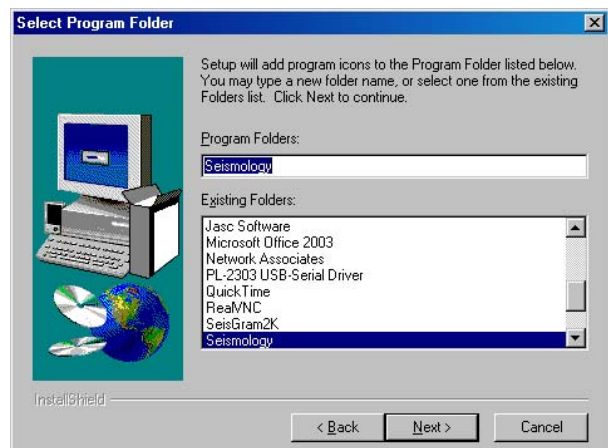 Select Program Folder
Setup will add program icons to the Program Folder listed below.
You may type a new folder name, or select one from the existing
Folders list. Click Next to continue.
Program Folders:
Seismology
Existing Folders:
Jasc Software
Microsoft Office 2003
Network Associates
PL-2303 USB-Serial Driver
QuickTime
RealVNC
SeisGram2K
Seismology
InstallShield
< Back
Next >
Cancel